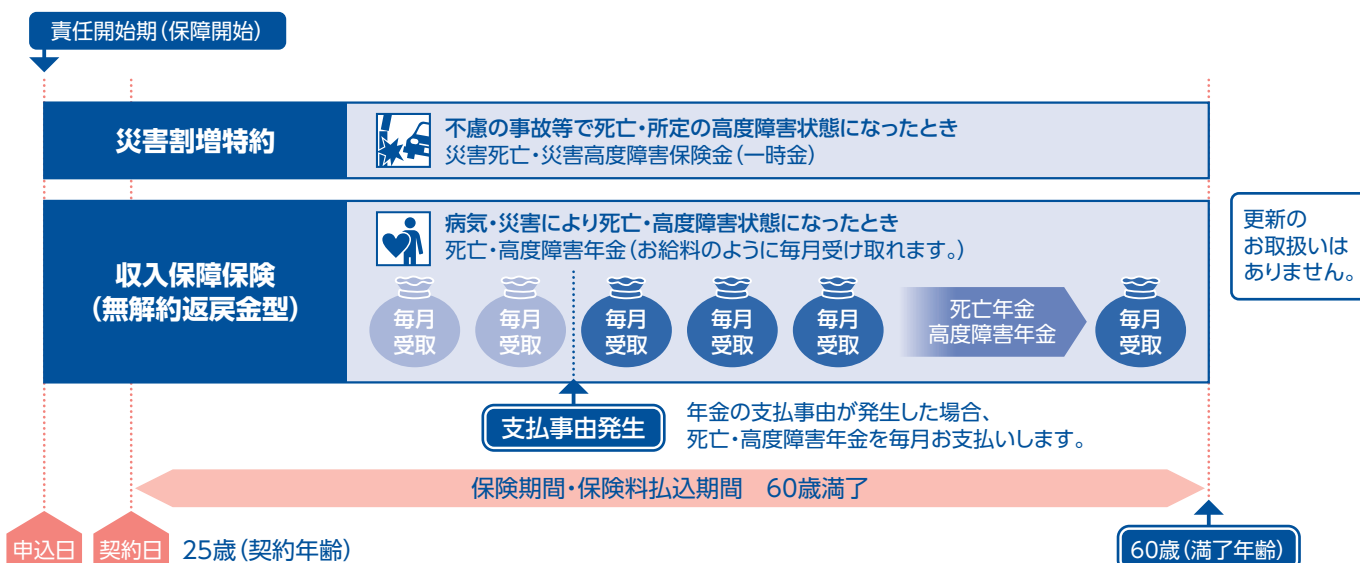 責任開始期(保障開始)
災害割増特約
不慮の事故等で死亡・所定の高度障害状態になったとき
災害死亡・災害高度障害保険金(一時金)
収入保障保険
(無解約返戻金型)
病気・災害により死亡・高度障害状態になったとき
死亡・高度障害年金(お給料のように毎月受け取れます。)
毎月
受取
毎月
受取
毎月
受取
毎月
受取
毎月
受取
死亡年金
高度障害年金
毎月
受取
更新の
お取扱いは
ありません。
支払事由発生
年金の支払事由が発生した場合、
死亡・高度障害年金を毎月お支払いします。
保険期間・保険料払込期間 60歳満了
申込日
契約日
25歳(契約年齢)
60歳(満了年齢)